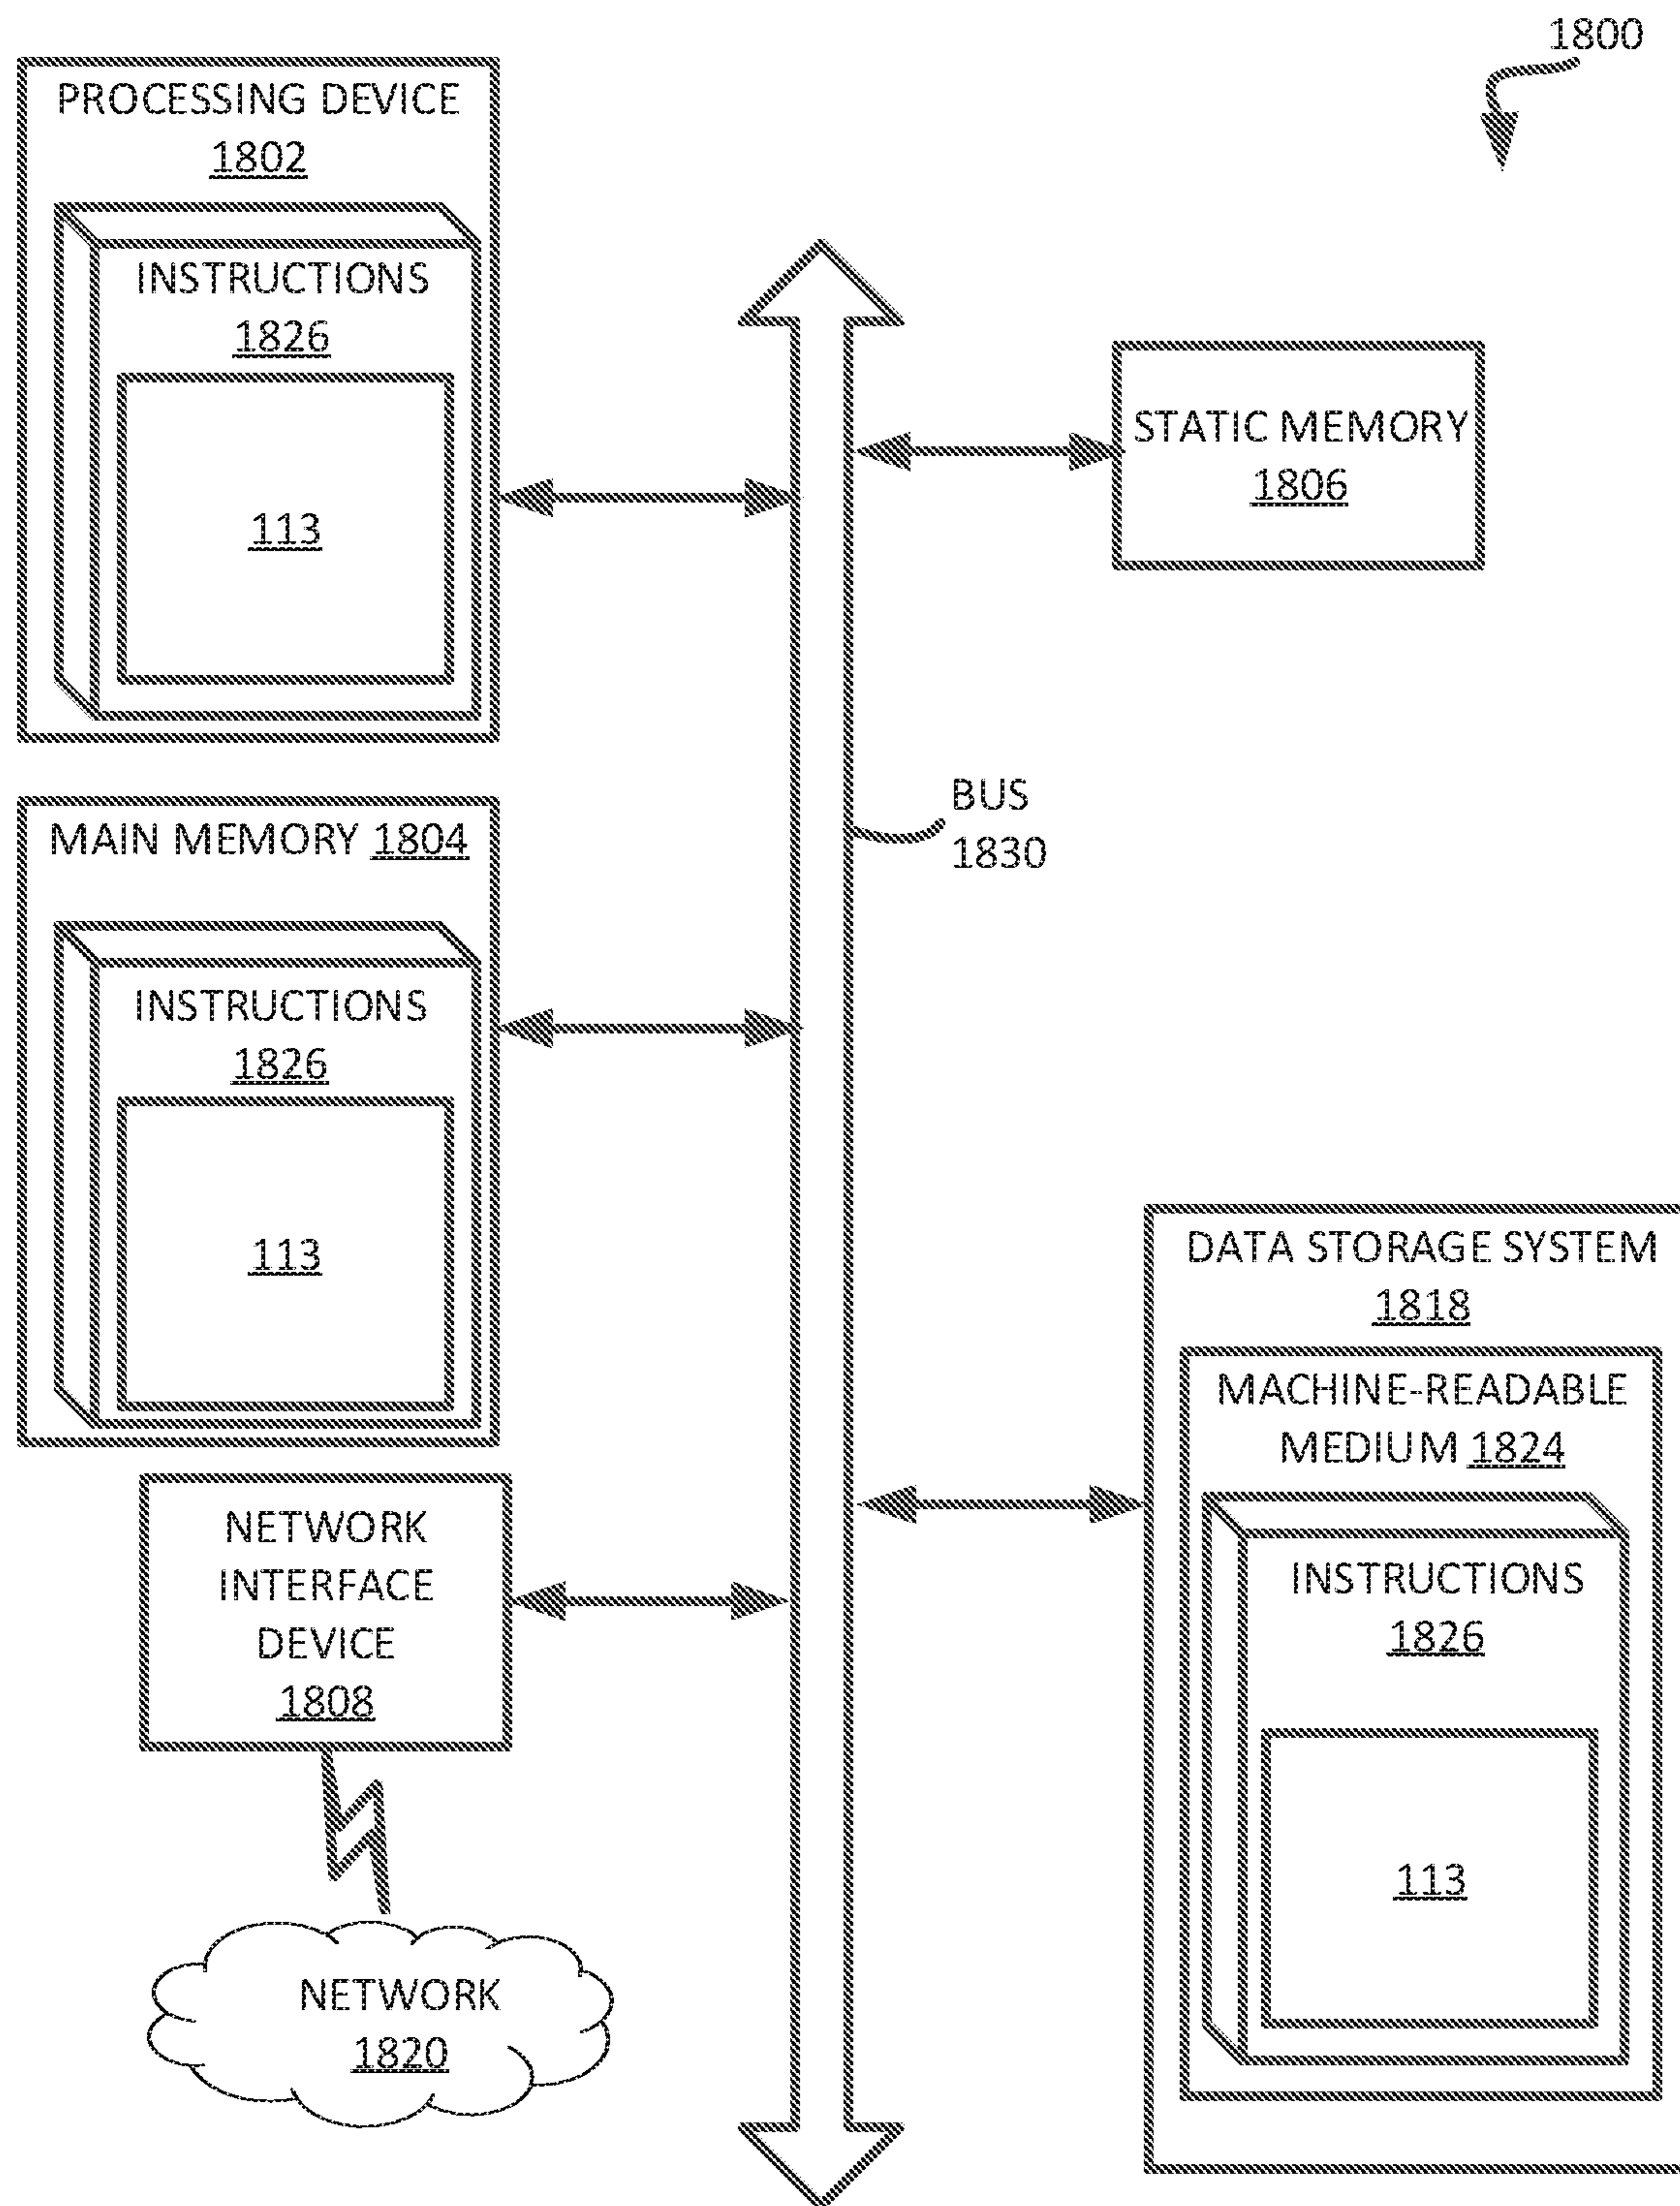 1800
PROCESSING DEVICE
1802
INSTRUCTIONS
1826
113
STATIC MEMORY
1806
BUS
1830
MAIN MEMORY 1804
INSTRUCTIONS
1826
113
DATA STORAGE SYSTEM
1818
MACHINE-READABLE
MEDIUM 1824
INSTRUCTIONS
1826
113
NETWORK
INTERFACE
DEVICE
1808
NETWORK
1820